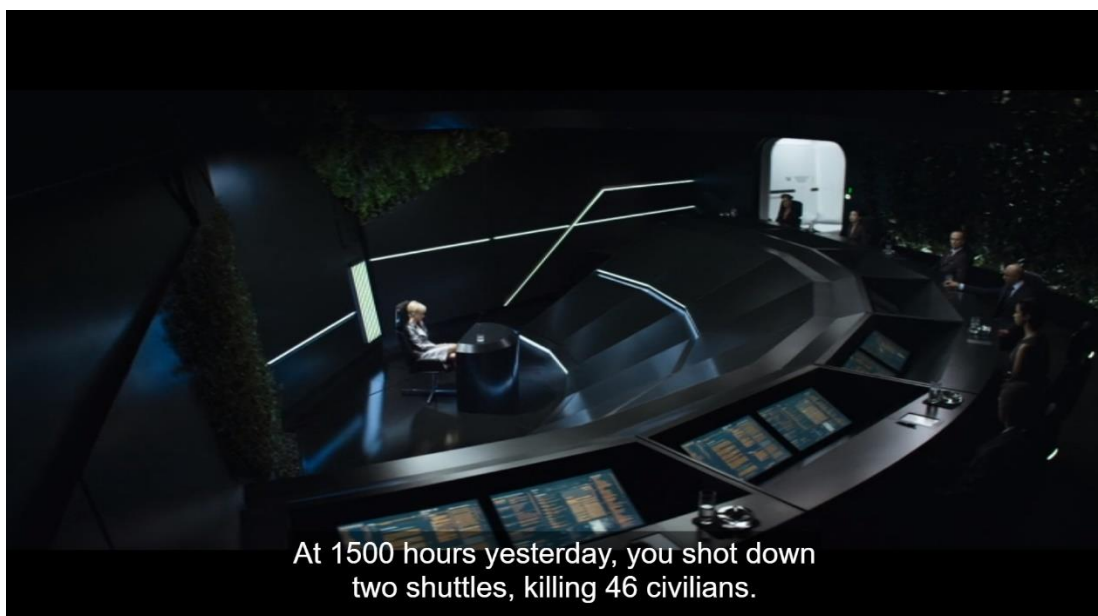 At 1500 hours yesterday, you shot down
two shuttles, killing 46 civilians.